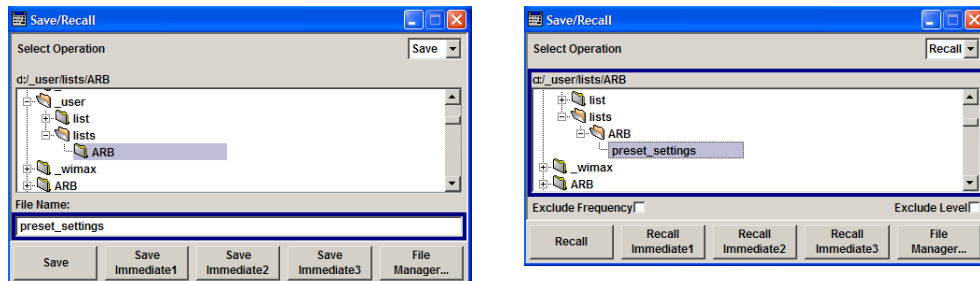 Save/Recall
Select Operation
Save
d:/_user/lists/ARB
_user
list
lists
ARB
_wimax
ARB
File Name:
preset_settings
Save
Save Immediate1
Save Immediate2
Save Immediate3
File Manager...
Save/Recall
Select Operation
Recall
d:/_user/lists/ARB
list
lists
ARB
preset_settings
_wimax
ARB
Exclude Frequency
Exclude Level
Recall
Recall Immediate1
Recall Immediate2
Recall Immediate3
File Manager...